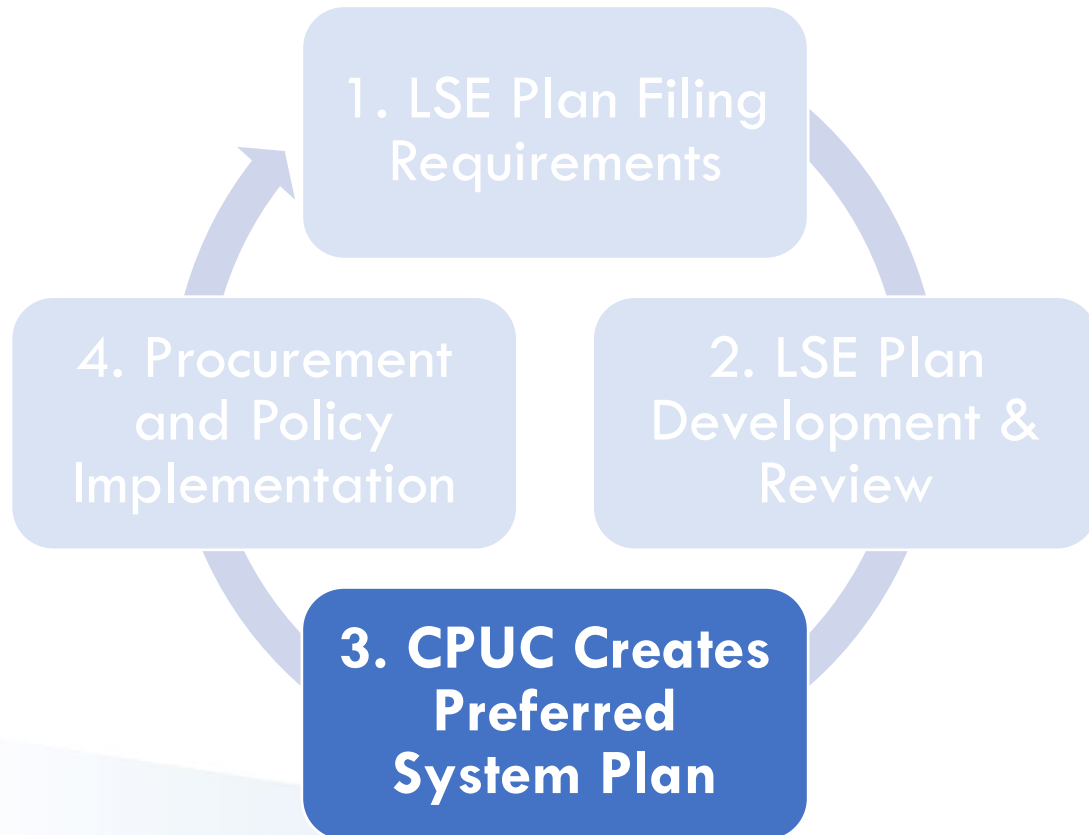 1. LSE Plan Filing
Requirements
2. LSE Plan
Development &
Review
3. CPUC Creates
Preferred
System Plan
4. Procurement
and Policy
Implementation